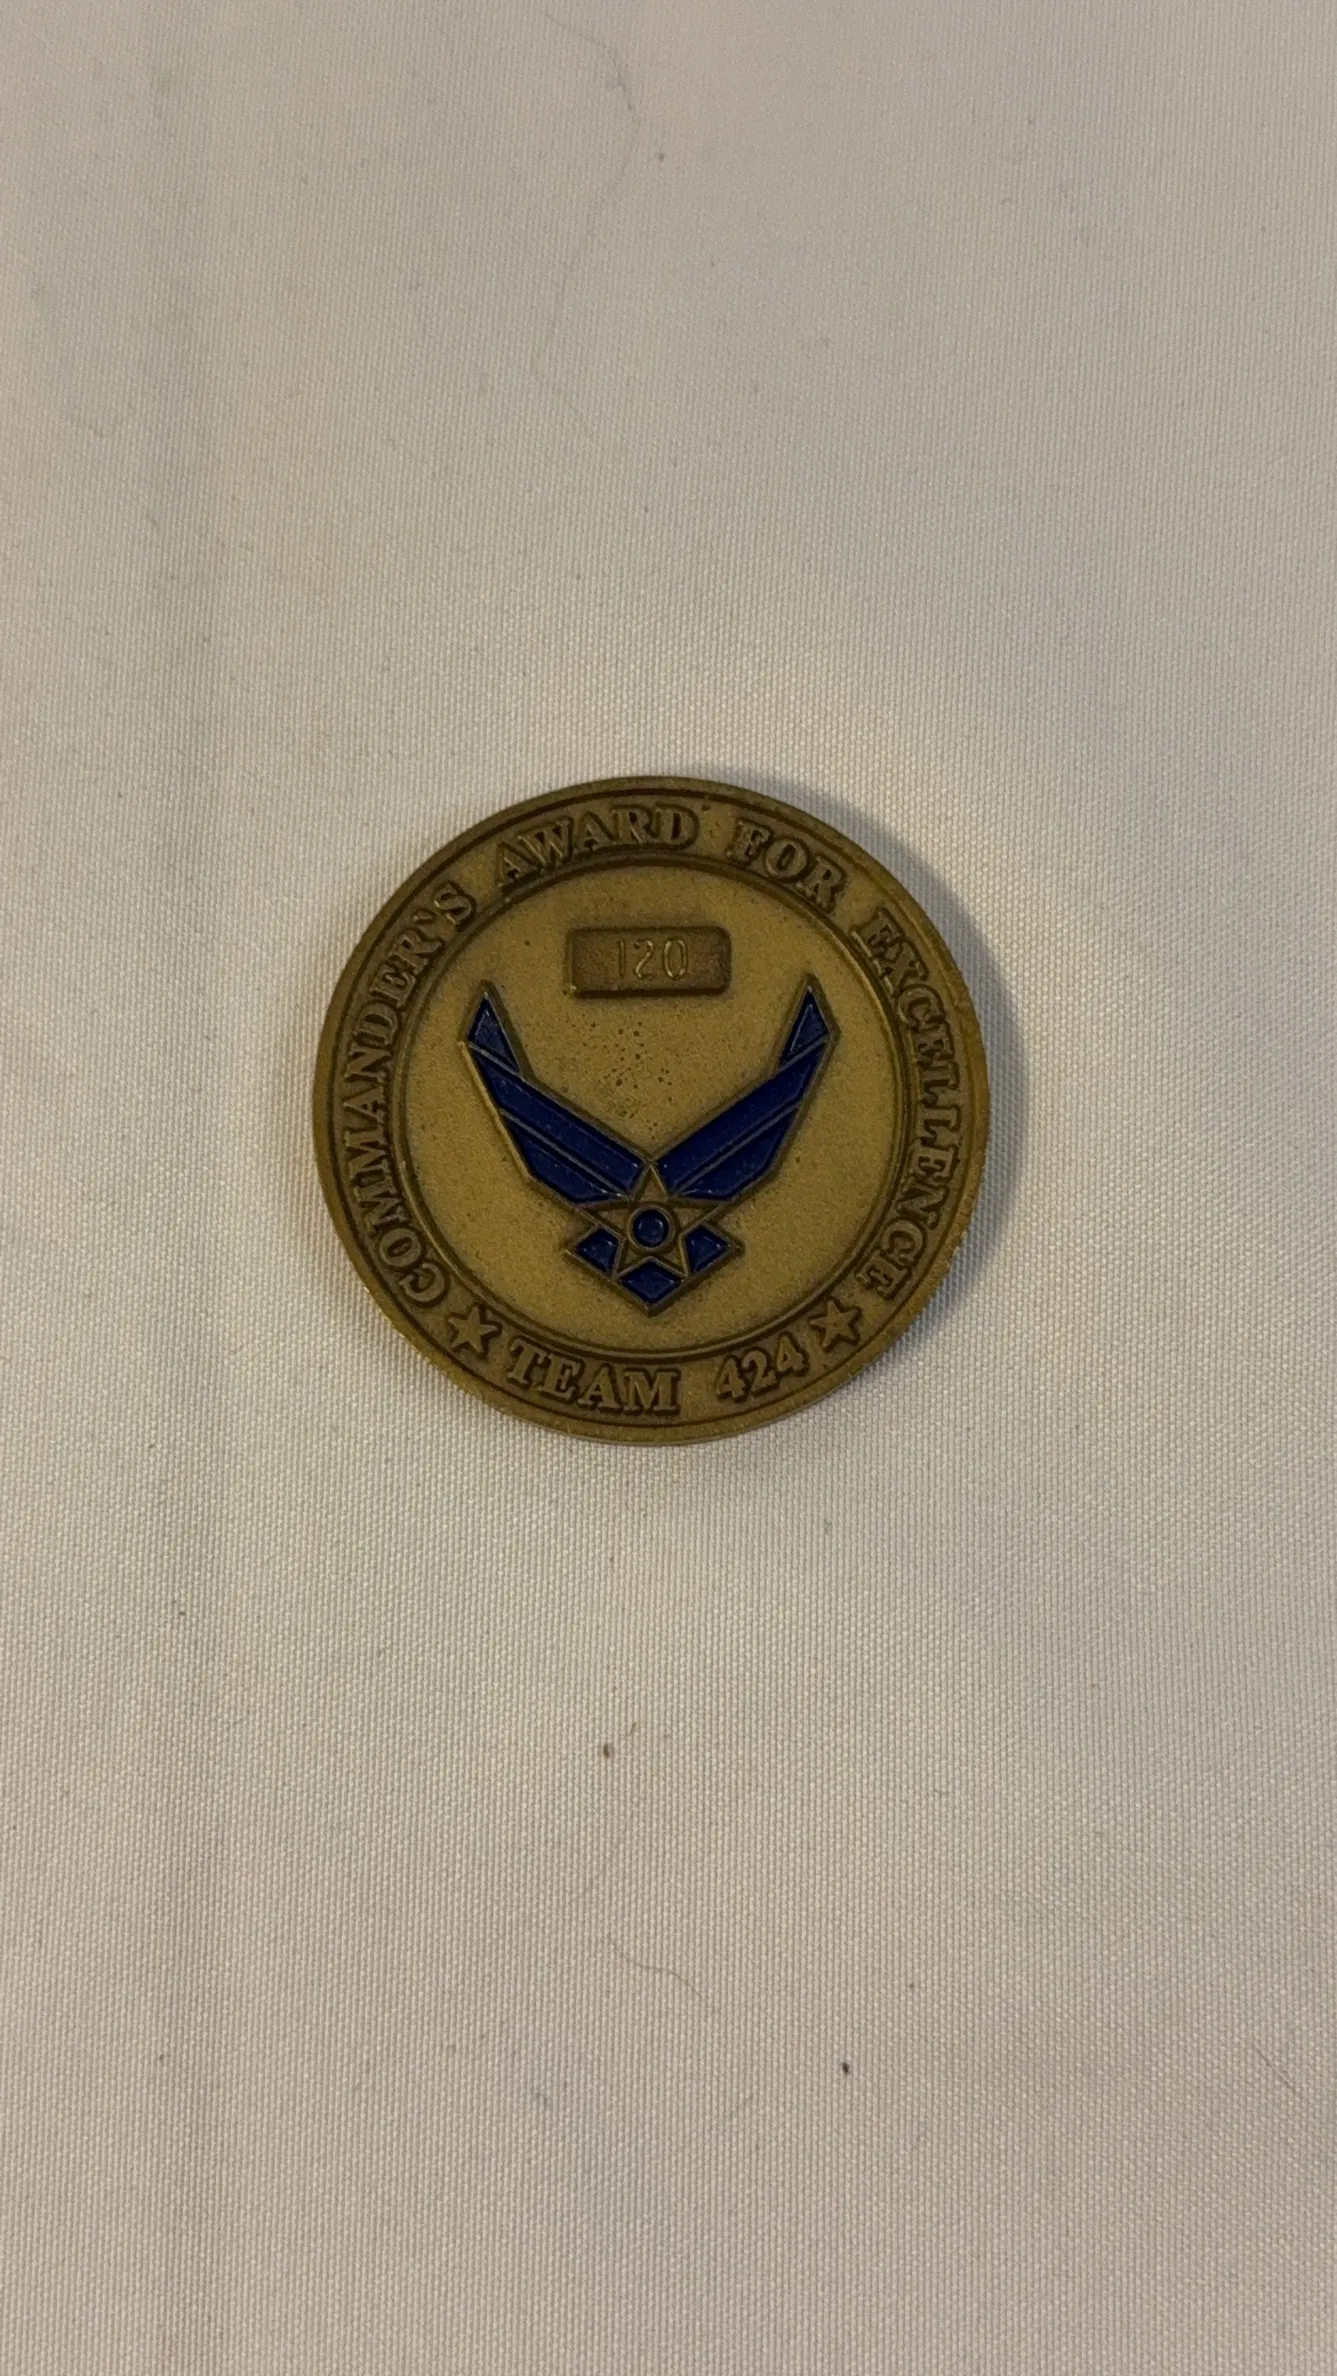 COMMANDER'S AWARD FOR EXCELLENCE
120
TEAM 424